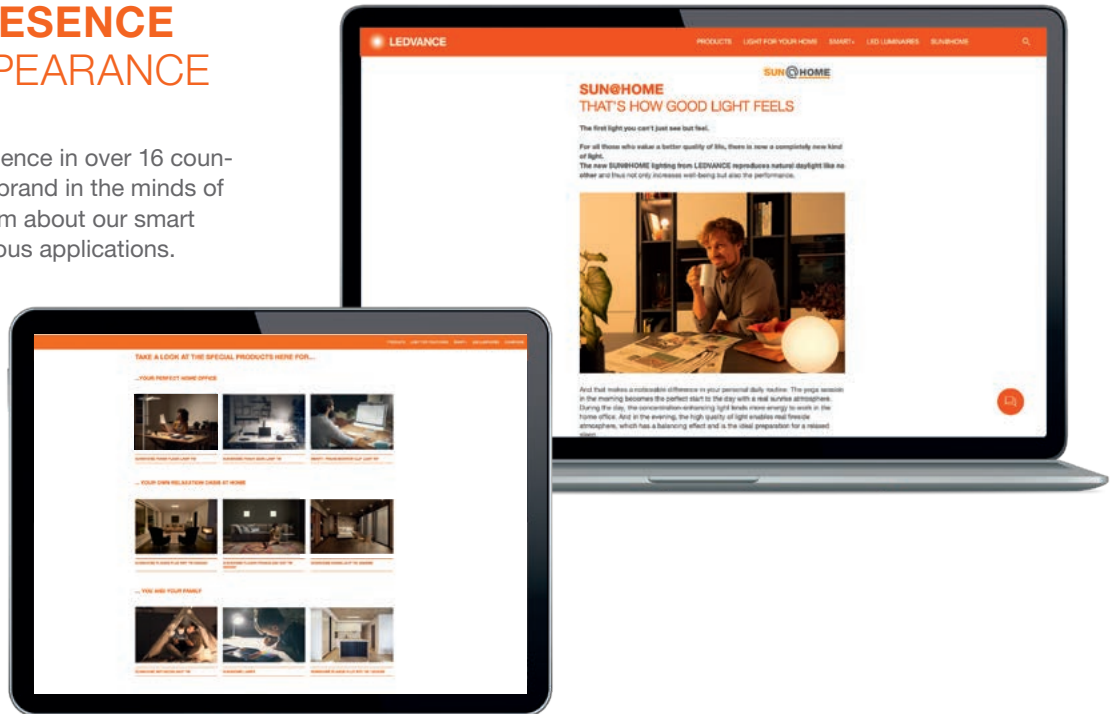 ESENCE
PEARANCE
ence in over 16 coun-
brand in the minds of
m about our smart
ous applications.
LEDVANCE
PRODUCTS LIGHT FOR YOUR HOME SMART+ LED LUMINAIRES SUN@HOME
SUN@HOME
SUN@HOME
THAT'S HOW GOOD LIGHT FEELS
The first light you can't just see but feel.
For all those who value a better quality of life, there is now a completely new kind
of light.
The new SUN@HOME lighting from LEDVANCE reproduces natural daylight like no
other and thus not only increases well-being but also the performance.
And that makes a noticeable difference in your personal daily routine. The yoga session
in the morning becomes the perfect start to the day with a real sunrise atmosphere.
During the day, the concentration-enhancing light lends more energy to work in the
home office. And in the evening, the high quality of light enables real fireside
atmosphere, which has a balancing effect and is the ideal preparation for a relaxed
TAKE A LOOK AT THE SPECIAL PRODUCTS HERE FOR...
...YOUR PERFECT HOME OFFICE
... YOUR OWN RELAXATION OASIS AT HOME
... YOU AND YOUR FAMILY